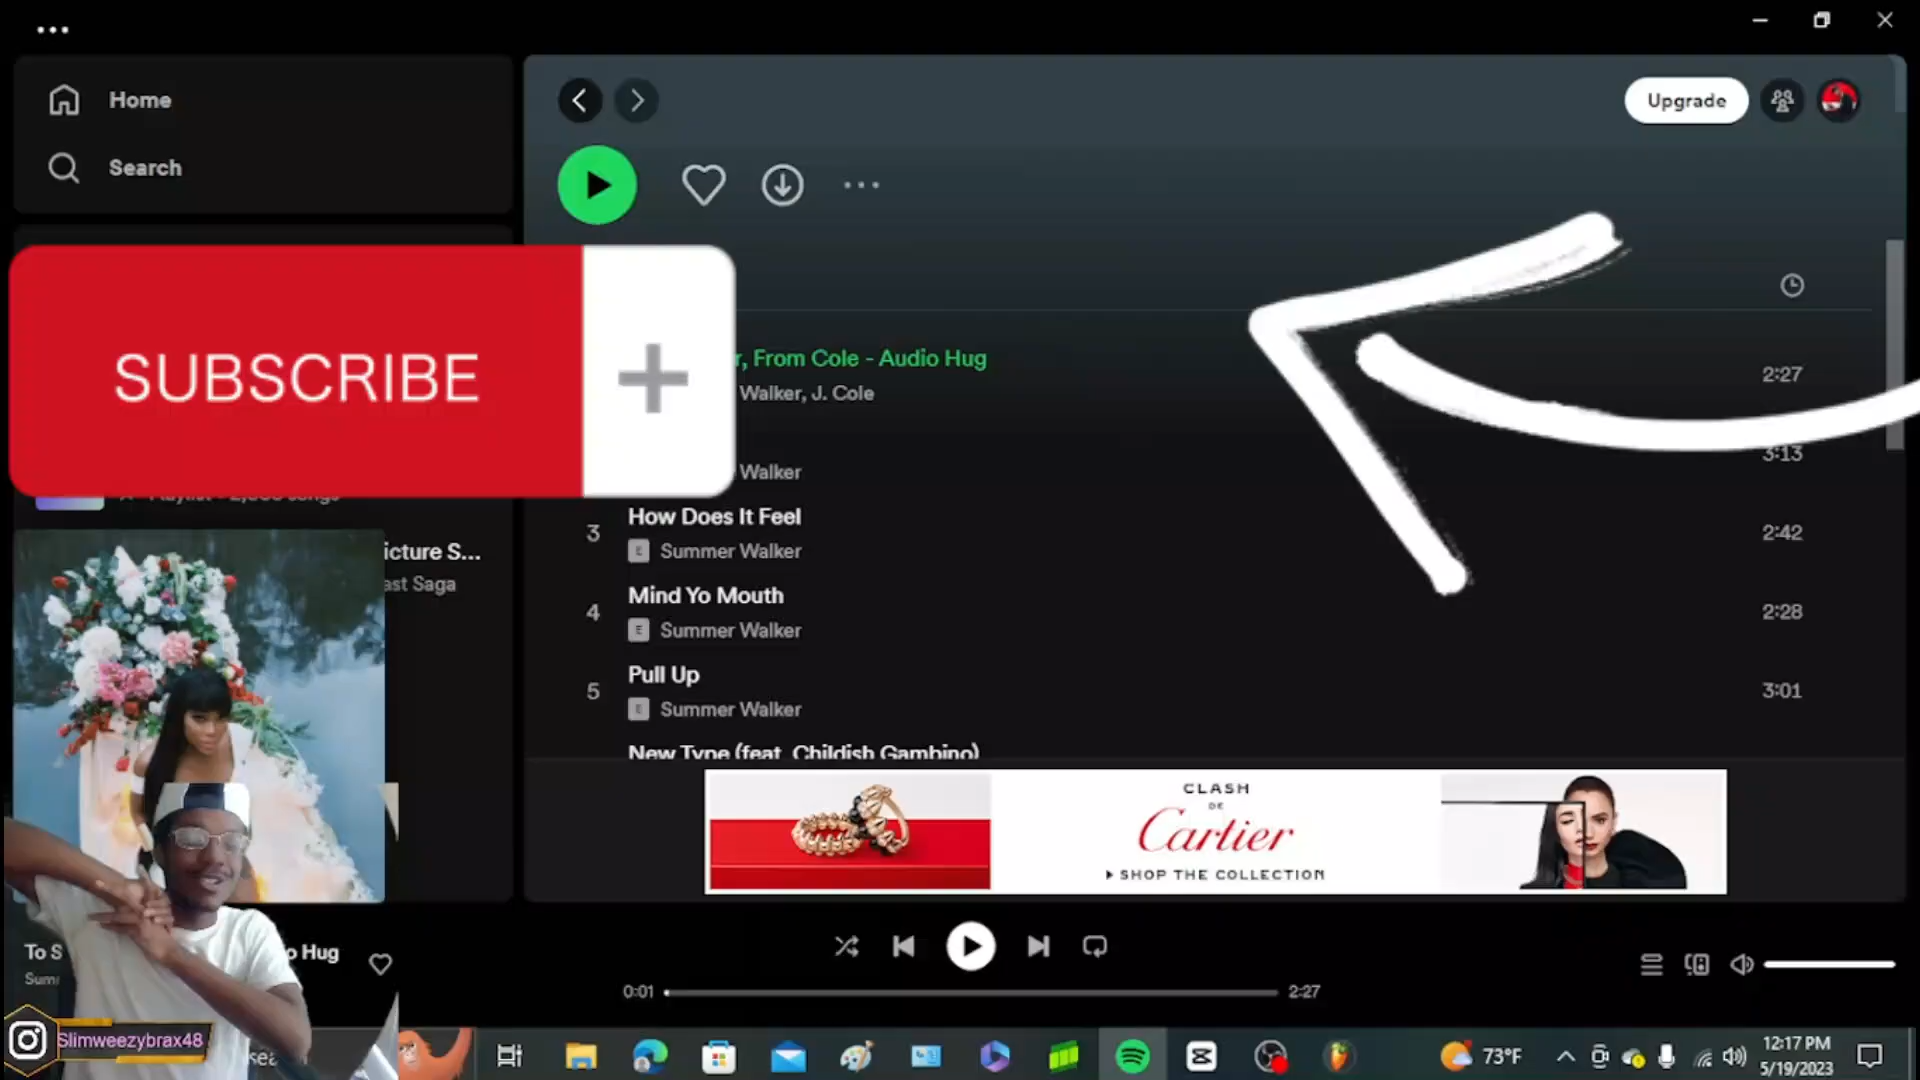 Home
Search
Upgrade
SUBSCRIBE
r, From Cole - Audio Hug
Walker, J. Cole
2:27
Walker
3:13
3
How Does It Feel
E Summer Walker
2:42
4
Mind Yo Mouth
E Summer Walker
2:28
5
Pull Up
E Summer Walker
3:01
New Type (feat. Childish Gambino)
icture S...
ast Saga
CLASH
DE
Cartier
SHOP THE COLLECTION
To S
o Hug
Sum
0:01
2:27
Slimweezybrax48
sea
73°F
12:17 PM
5/19/2023